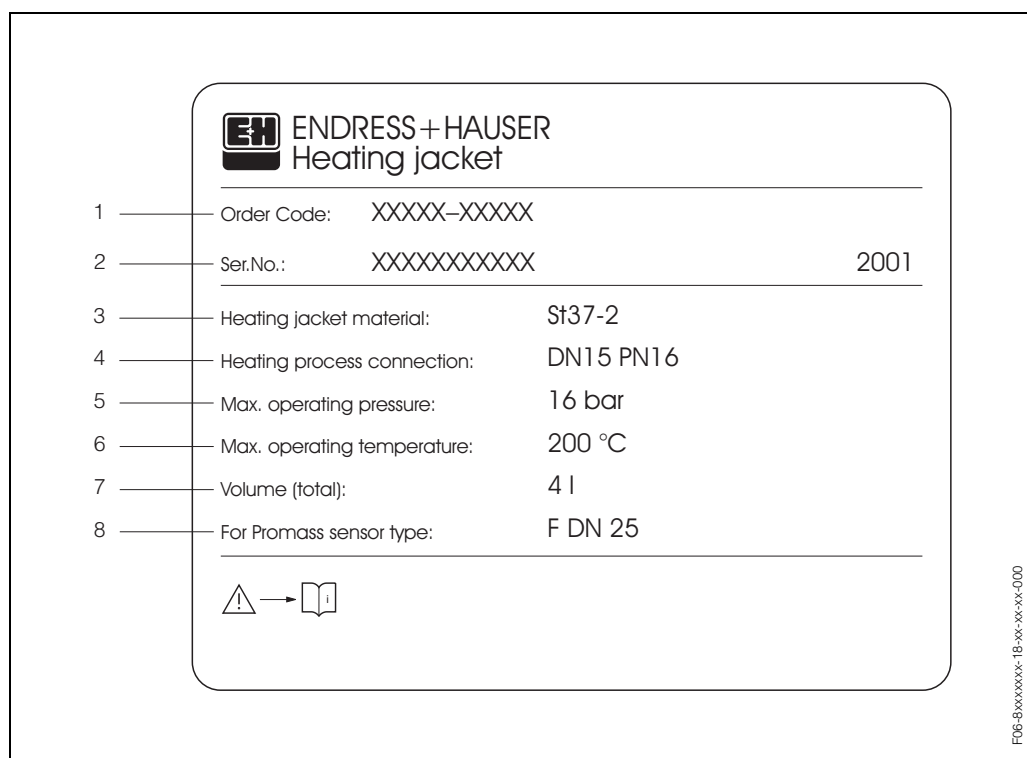 E+H ENDRESS+HAUSER
Heating jacket
1 Order Code: XXXXX–XXXXX
2 Ser.No.: XXXXXXXXXXX 2001
3 Heating jacket material: St37-2
4 Heating process connection: DN15 PN16
5 Max. operating pressure: 16 bar
6 Max. operating temperature: 200 °C
7 Volume (total): 4 l
8 For Promass sensor type: F DN 25
! i
F06-8xxxxxxx-18-xx-xx-xx-000